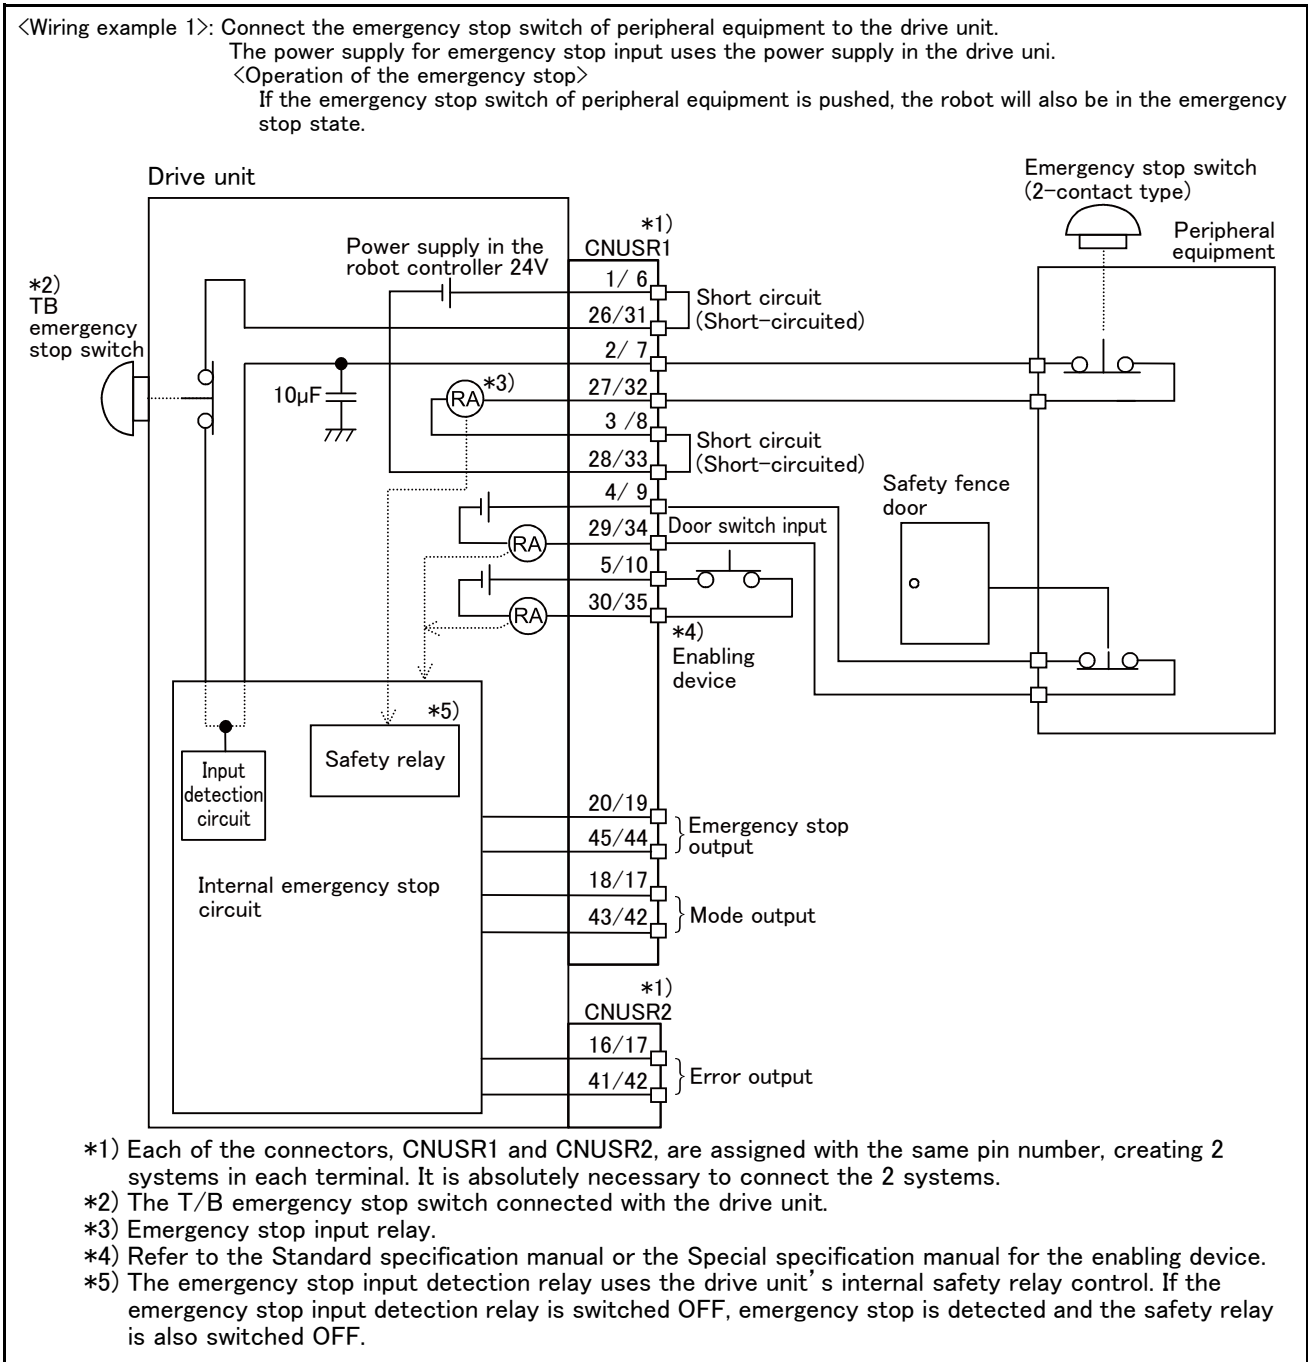 <Wiring example 1>: Connect the emergency stop switch of peripheral equipment to the drive unit.
The power supply for emergency stop input uses the power supply in the drive uni.
<Operation of the emergency stop>
If the emergency stop switch of peripheral equipment is pushed, the robot will also be in the emergency
stop state.
Drive unit
Emergency stop switch
(2-contact type)
Peripheral
equipment
*1)
CNUSR1
Power supply in the
robot controller 24V
*2)
TB
emergency
stop switch
1/ 6
26/31
Short circuit
(Short-circuited)
2/ 7
10μF
RA
*3)
27/32
3 /8
28/33
Short circuit
(Short-circuited)
4/ 9
Safety fence
door
RA
29/34
Door switch input
5/10
RA
30/35
*4)
Enabling
device
*5)
Safety relay
Input
detection
circuit
20/19
45/44
Emergency stop
output
Internal emergency stop
circuit
18/17
43/42
Mode output
*1)
CNUSR2
16/17
41/42
Error output
*1) Each of the connectors, CNUSR1 and CNUSR2, are assigned with the same pin number, creating 2
systems in each terminal. It is absolutely necessary to connect the 2 systems.
*2) The T/B emergency stop switch connected with the drive unit.
*3) Emergency stop input relay.
*4) Refer to the Standard specification manual or the Special specification manual for the enabling device.
*5) The emergency stop input detection relay uses the drive unit's internal safety relay control. If the
emergency stop input detection relay is switched OFF, emergency stop is detected and the safety relay
is also switched OFF.